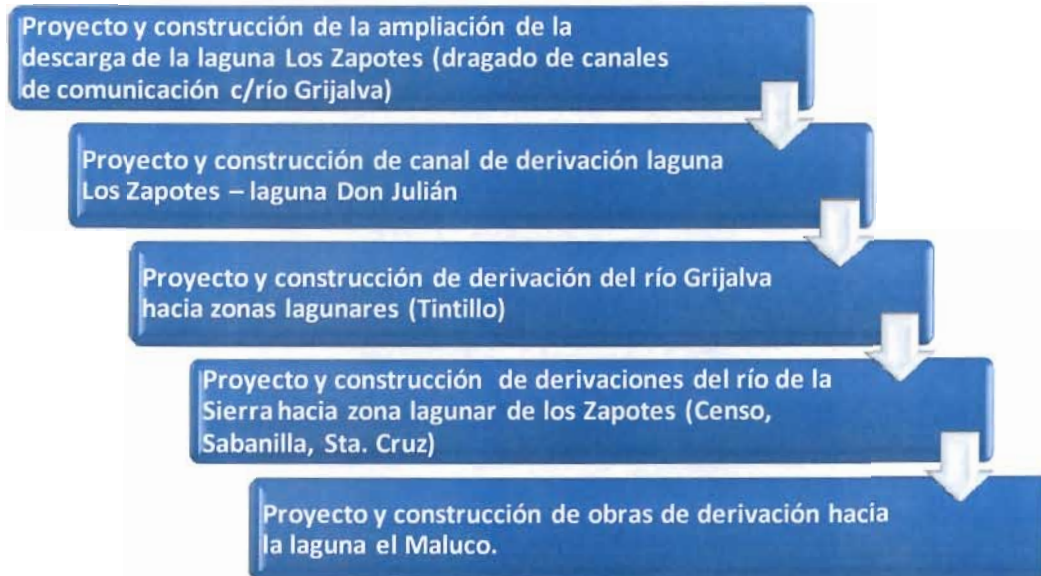 Proyecto y construcción de la ampliación de la
descarga de la laguna Los Zapotes (dragado de canales
de comunicación c/río Grijalva)
Proyecto y construcción de canal de derivación laguna
Los Zapotes – laguna Don Julián
Proyecto y construcción de derivación del río Grijalva
hacia zonas lagunares (Tintillo)
Proyecto y construcción de derivaciones del río de la
Sierra hacia zona lagunar de los Zapotes (Censo,
Sabanilla, Sta. Cruz)
Proyecto y construcción de obras de derivación hacia
la laguna el Maluco.